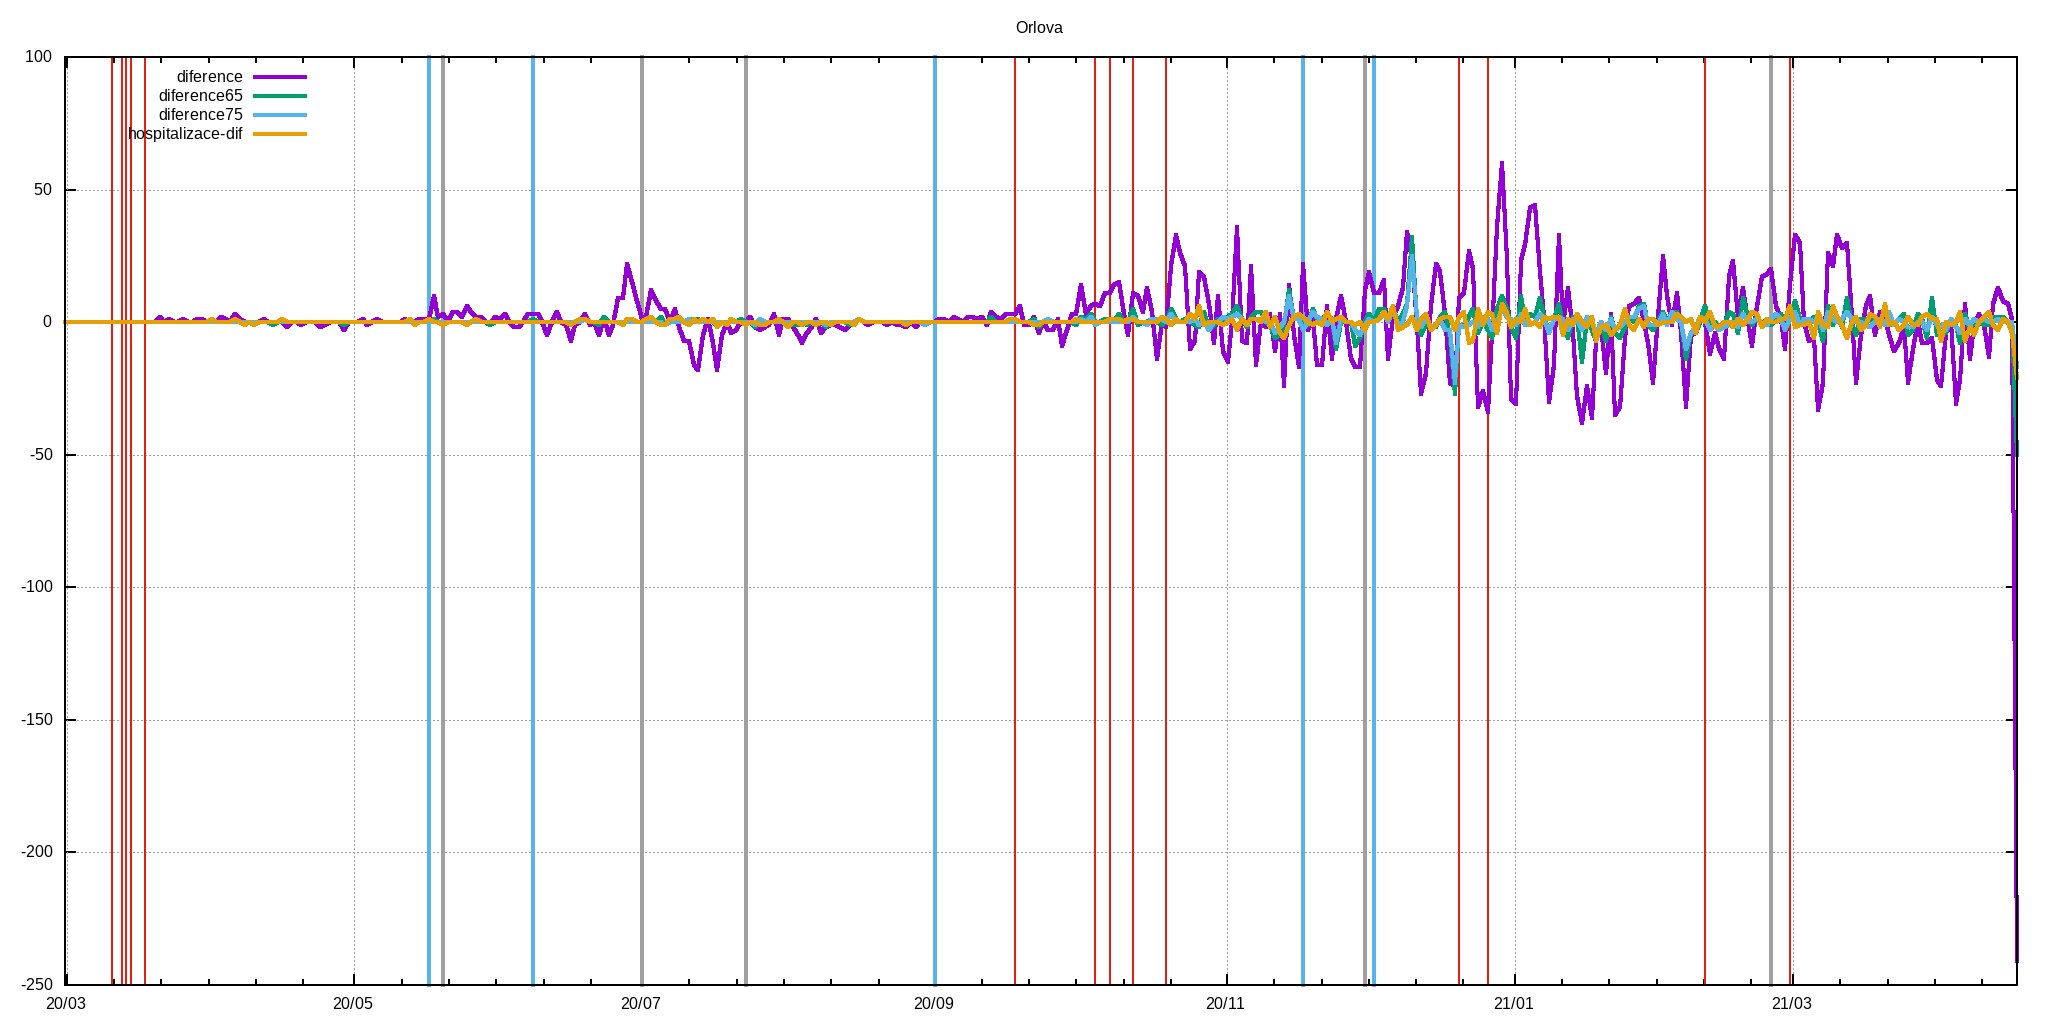 Orlova
100
50
0
-50
-100
-150
-200
-250
diference
diference65
diference75
hospitalizace-dif
20/03 20/05 20/07 20/09 20/11 21/01 21/03